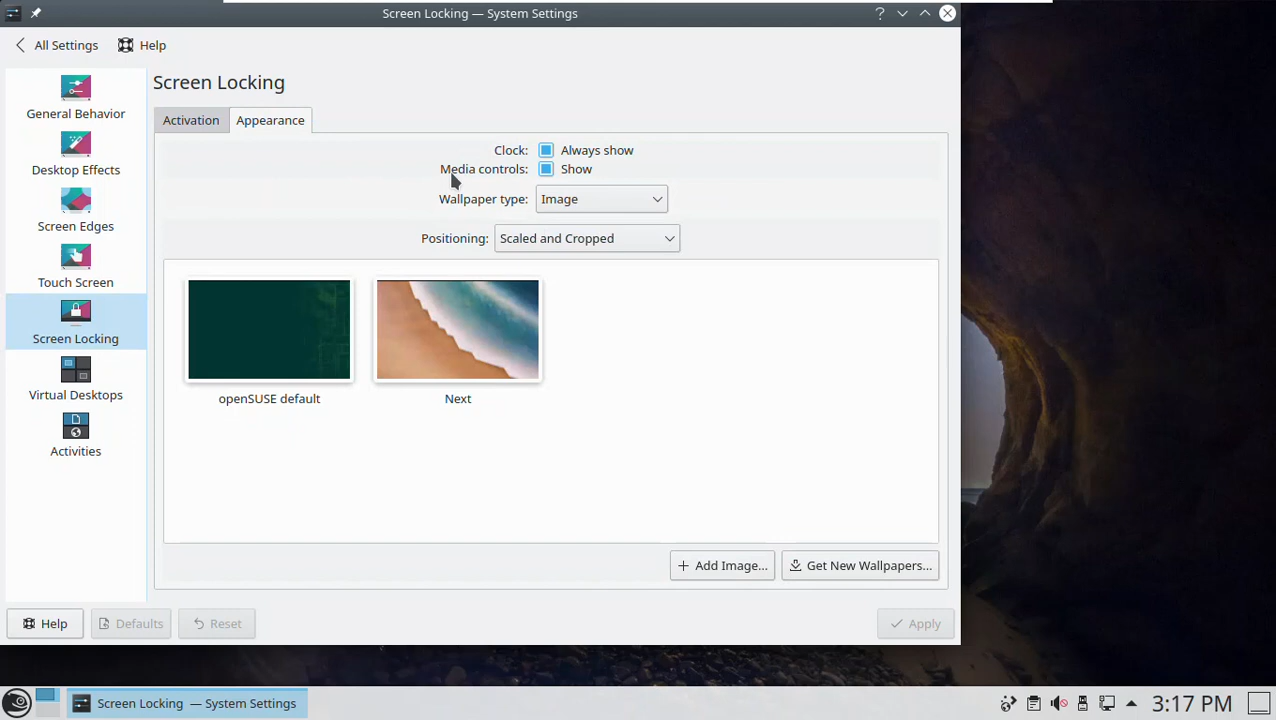 Screen Locking — System Settings
?
All Settings
Help
General Behavior
Desktop Effects
Screen Edges
Touch Screen
Screen Locking
Virtual Desktops
Activities
Screen Locking
Activation
Appearance
Clock: Always show
Media controls: Show
Wallpaper type: Image
Positioning: Scaled and Cropped
openSUSE default
Next
+ Add Image...
Get New Wallpapers...
Help
Defaults
Reset
Apply
Screen Locking — System Settings
3:17 PM